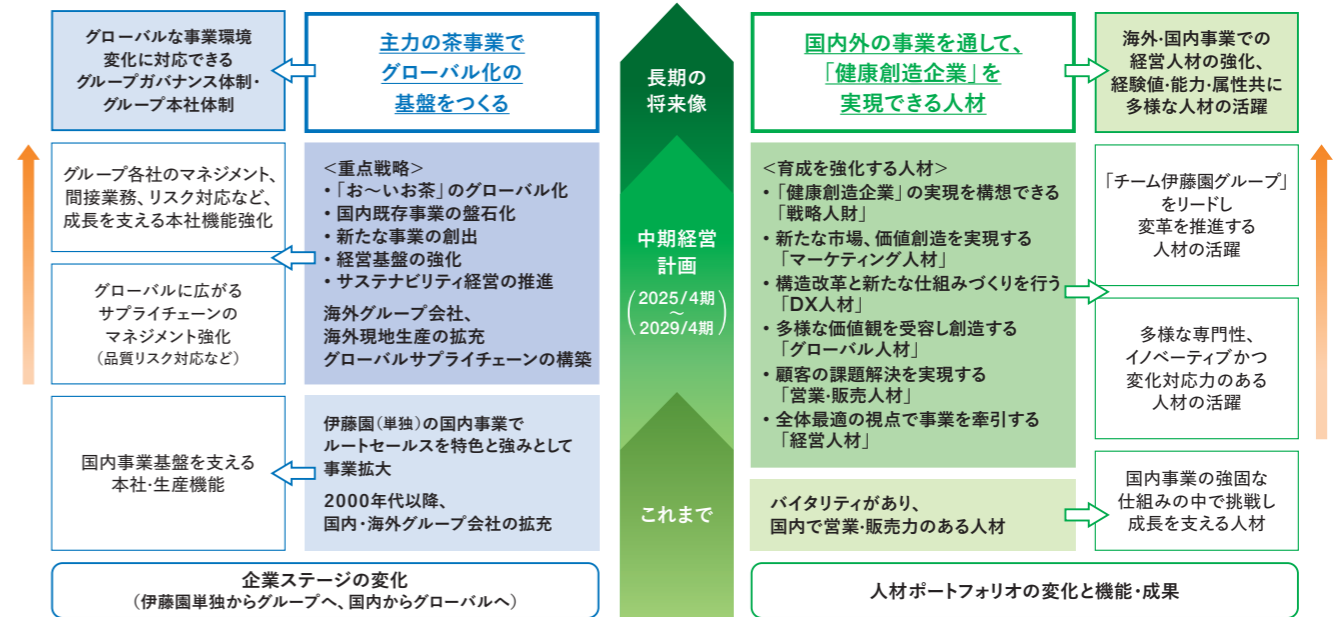 グローバルな事業環境
変化に対応できる
グループガバナンス体制・
グループ本社体制
主力の茶事業で
グローバル化の
基盤をつくる
長期の
将来像
国内外の事業を通して、
「健康創造企業」を
実現できる人材
海外・国内事業での
経営人材の強化、
経験値・能力・属性共に
多様な人材の活躍
グループ各社のマネジメント、
間接業務、リスク対応など、
成長を支える本社機能強化
グローバルに広がる
サプライチェーンの
マネジメント強化
(品質リスク対応など)
<重点戦略>
・「お〜いお茶」のグローバル化
・国内既存事業の盤石化
・新たな事業の創出
・経営基盤の強化
・サステナビリティ経営の推進
海外グループ会社、
海外現地生産の拡充
グローバルサプライチェーンの構築
中期経営
計画
(2025/4期
〜
2029/4期)
<育成を強化する人材>
・「健康創造企業」の実現を構想できる
「戦略人財」
・新たな市場、価値創造を実現する
「マーケティング人材」
・構造改革と新たな仕組みづくりを行う
「DX人材」
・多様な価値観を受容し創造する
「グローバル人材」
・顧客の課題解決を実現する
「営業・販売人材」
・全体最適の視点で事業を牽引する
「経営人材」
「チーム伊藤園グループ」
をリードし
変革を推進する
人材の活躍
多様な専門性、
イノベーティブかつ
変化対応力のある
人材の活躍
国内事業基盤を支える
本社・生産機能
伊藤園(単独)の国内事業で
ルートセールスを特色と強みとして
事業拡大
2000年代以降、
国内・海外グループ会社の拡充
これまで
バイタリティがあり、
国内で営業・販売力のある人材
国内事業の強固な
仕組みの中で挑戦し
成長を支える人材
企業ステージの変化
(伊藤園単独からグループへ、国内からグローバルへ)
人材ポートフォリオの変化と機能・成果